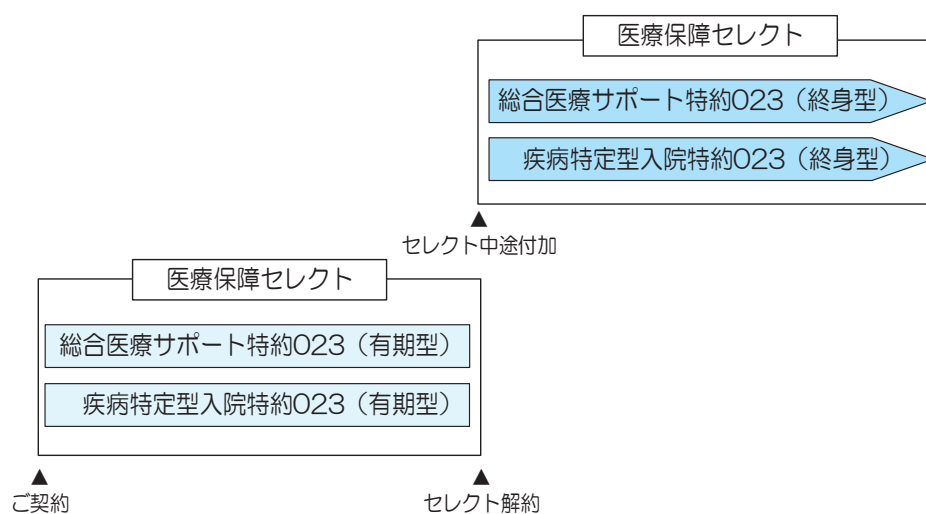 医療保障セレクト
総合医療サポート特約023（終身型）
疾病特定型入院特約023（終身型）
▲
セレクト中途付加
医療保障セレクト
総合医療サポート特約023（有期型）
疾病特定型入院特約023（有期型）
▲ ▲
ご契約 セレクト解約